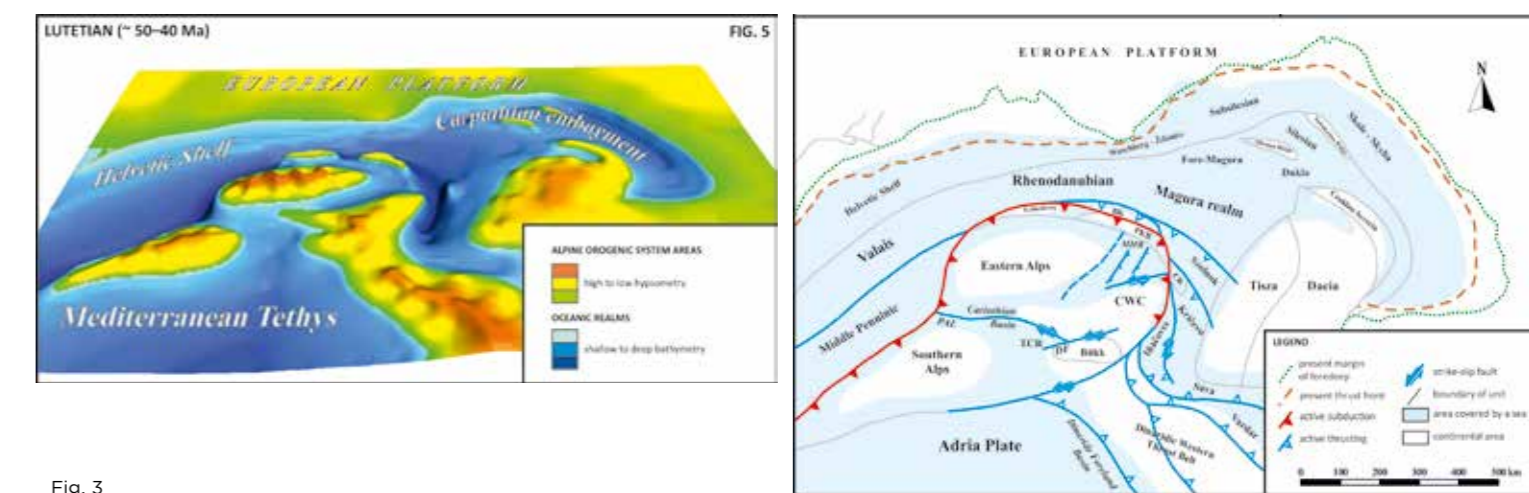 LUTETIAN (~ 50–40 Ma)
FIG. 5
EUROPEAN PLATFORM
Carpathian embayment
Helvetic Shelf
Mediterranean Tethys
ALPINE OROGENIC SYSTEM AREAS
high to low hypsometry
OCEANIC REALMS
shallow to deep bathymetry
EUROPEAN PLATFORM
N
Subsilesian
Silesian
Fore-Magura
Dukla
Helvetic Shelf
Rhenodanubian
Magura realm
Valais
Eastern Alps
Tisza
Dacia
CWC
Middle Penninic
PAL
Carinthian
Basin
TCR
DF
Bükk
Southern
Alps
Sava
Vardar
Adria Plate
Dinaride Foreland
Basin
Dinaridic Western
Thrust Belt
LEGEND
present margin
of foredeep
present thrust front
active subduction
active thrusting
strike-slip fault
boundary of unit
area covered by a sea
continental area
0 100 200 300 400 500 km
Fig. 3